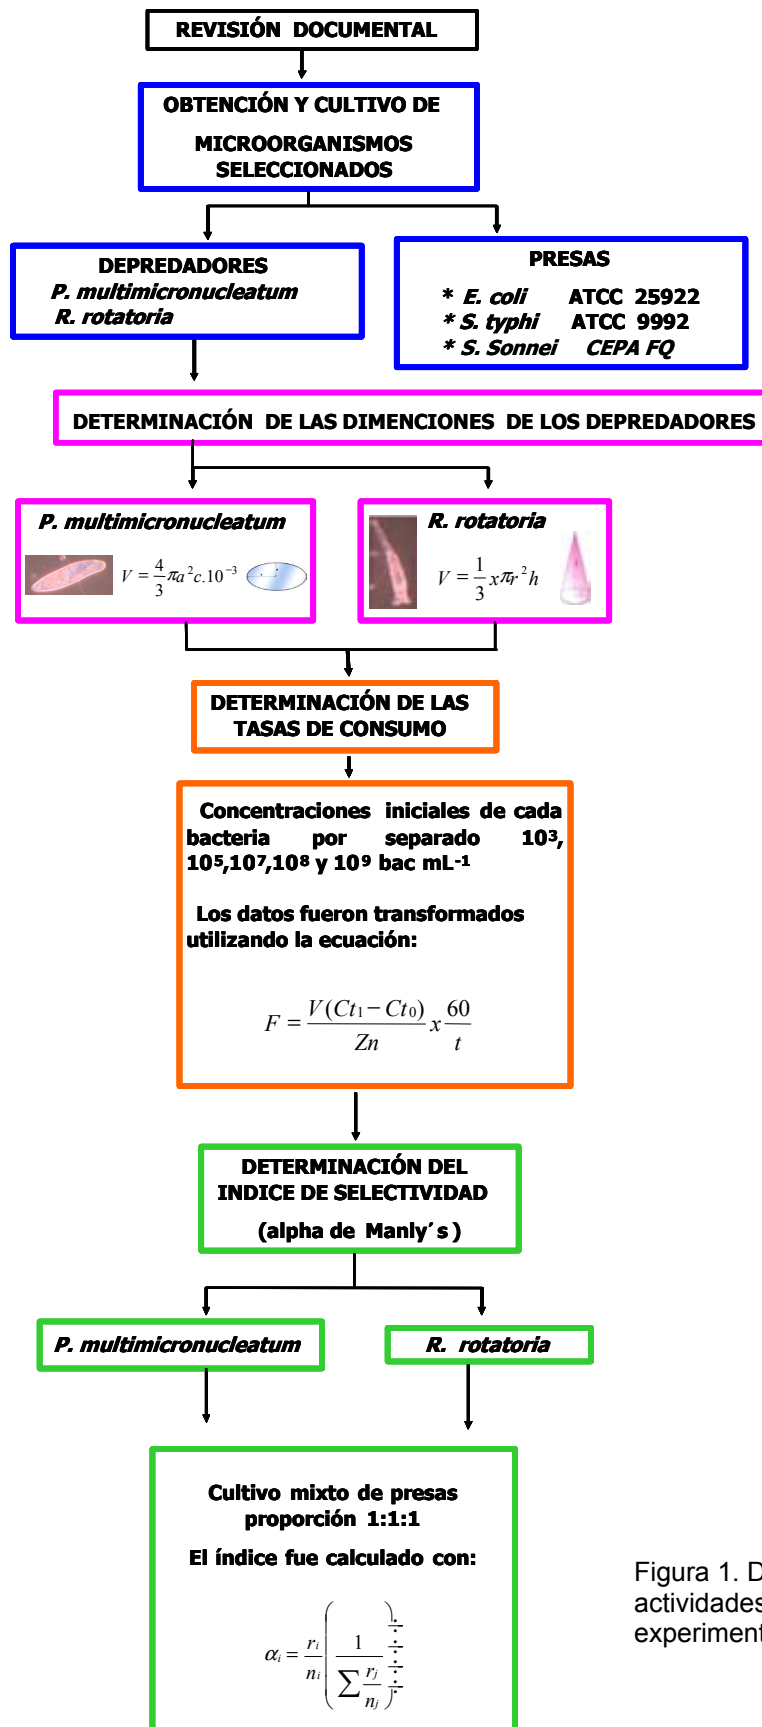 REVISIÓN DOCUMENTAL
OBTENCIÓN Y CULTIVO DE
MICROORGANISMOS
SELECCIONADOS
DEPREDADORES
P. multimicronucleatum
R. rotatoria
PRESAS
* E. coli ATCC 25922
* S. typhi ATCC 9992
* S. Sonnei CEPA FQ
DETERMINACIÓN DE LAS DIMENCIONES DE LOS DEPREDADORES
P. multimicronucleatum
V = 4/3 πa²c.10⁻³
R. rotatoria
V = 1/3 xπr²h
DETERMINACIÓN DE LAS
TASAS DE CONSUMO
Concentraciones iniciales de cada
bacteria por separado 10³,
10⁵,10⁷,10⁸ y 10⁹ bac mL⁻¹
Los datos fueron transformados
utilizando la ecuación:
F = V(Ct₁ − Ct₀)/Zn x 60/t
DETERMINACIÓN DEL
INDICE DE SELECTIVIDAD
(alpha de Manly´s)
P. multimicronucleatum
R. rotatoria
Cultivo mixto de presas
proporción 1:1:1
El índice fue calculado con:
αᵢ = rᵢ/nᵢ (1/∑ rⱼ/nⱼ)
Figura 1. D
actividades
experiment